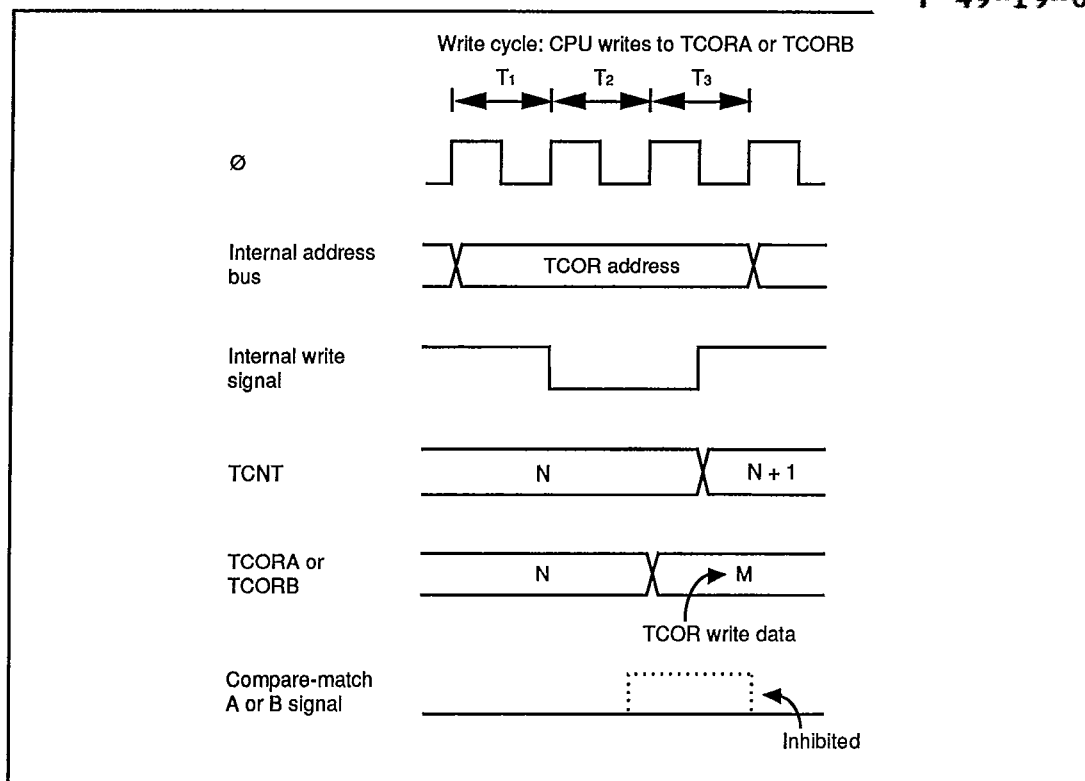 Write cycle: CPU writes to TCORA or TCORB
T1 T2 T3
Ø
Internal address
bus
TCOR address
Internal write
signal
TCNT
N
N + 1
TCORA or
TCORB
N
M
TCOR write data
Compare-match
A or B signal
Inhibited